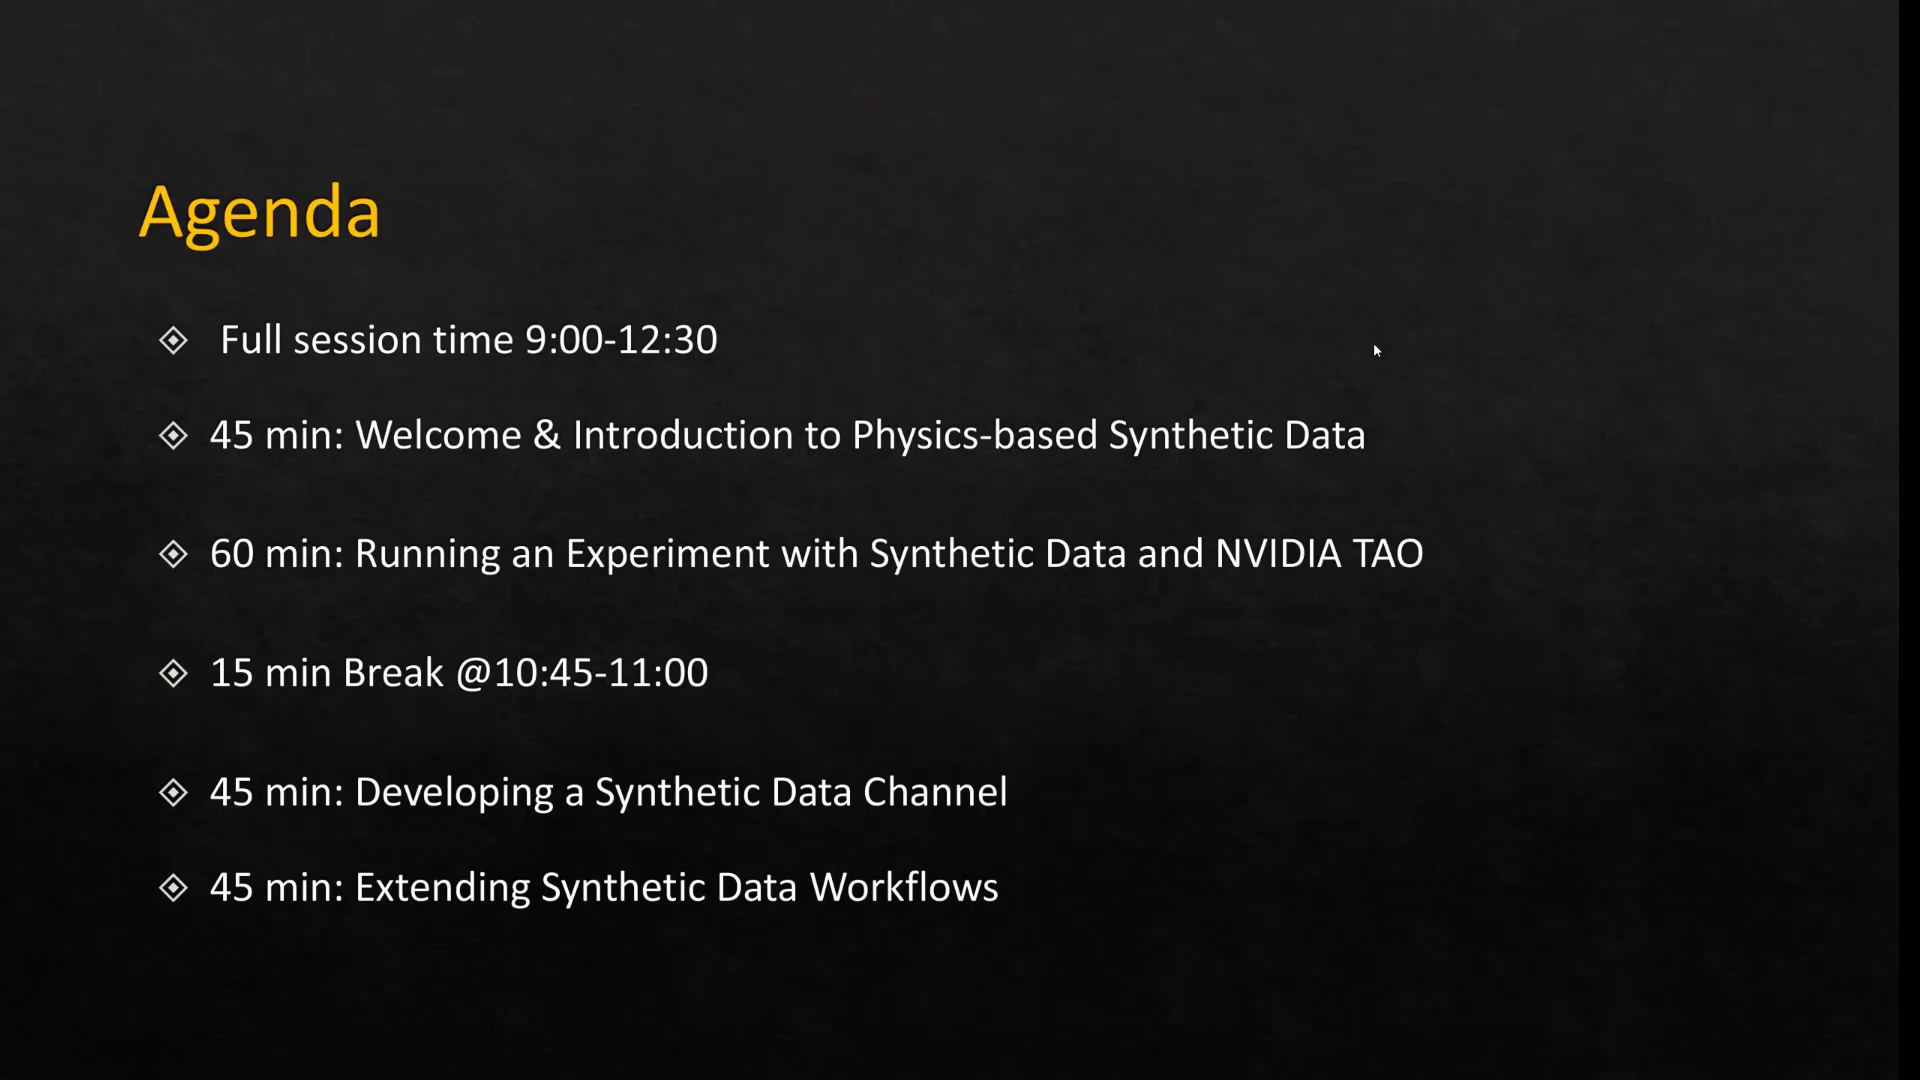 Agenda
Full session time 9:00-12:30
45 min: Welcome & Introduction to Physics-based Synthetic Data
60 min: Running an Experiment with Synthetic Data and NVIDIA TAO
15 min Break @10:45-11:00
45 min: Developing a Synthetic Data Channel
45 min: Extending Synthetic Data Workflows